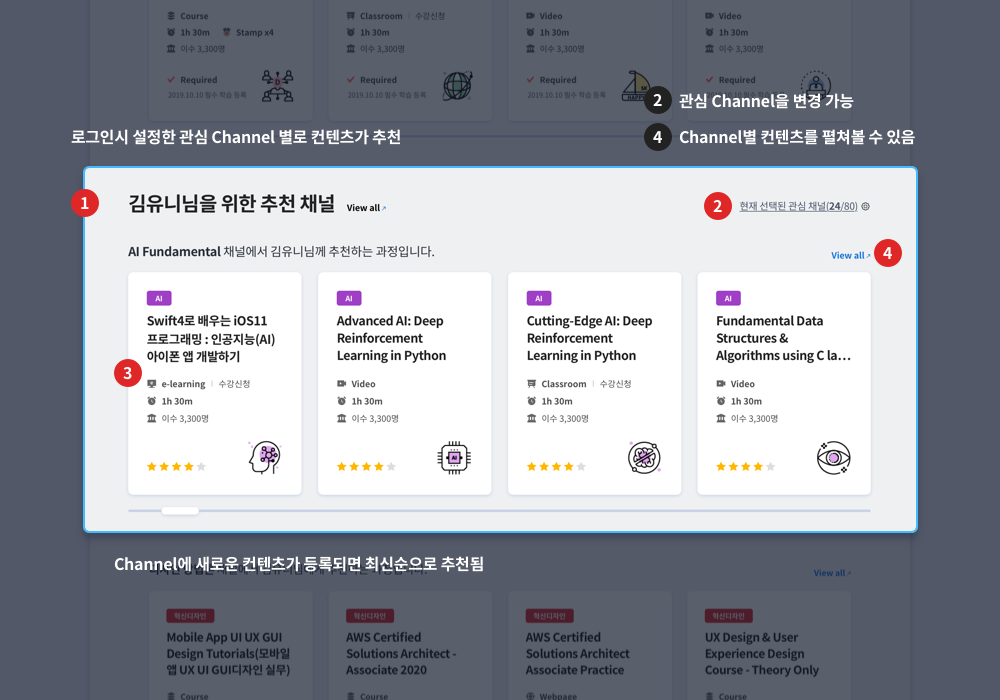 Course
1h 30m Stamp x4
이수 3,300명
Required
2019.10.10 필수 학습 등록
Classroom | 수강신청
1h 30m
이수 3,300명
Required
2019.10.10 필수 학습 등록
Video
1h 30m
이수 3,300명
Required
2019.10.10 필수 학습 등록
Video
1h 30m
이수 3,300명
Required
2 관심 Channel을 변경 가능
로그인시 설정한 관심 Channel 별로 컨텐츠가 추천
4 Channel별 컨텐츠를 펼쳐볼 수 있음
1
김유니님을 위한 추천 채널 View all
2 현재 선택된 관심 채널(24/80)
AI Fundamental 채널에서 김유니님께 추천하는 과정입니다.
View all 4
AI
Swift4로 배우는 iOS11
프로그래밍 : 인공지능(AI)
아이폰 앱 개발하기
3
e-learning | 수강신청
1h 30m
이수 3,300명
AI
Advanced AI: Deep
Reinforcement
Learning in Python
Video
1h 30m
이수 3,300명
AI
AI
Cutting-Edge AI: Deep
Reinforcement
Learning in Python
Classroom | 수강신청
1h 30m
이수 3,300명
AI
Fundamental Data
Structures &
Algorithms using C la...
Video
1h 30m
이수 3,300명
Channel에 새로운 컨텐츠가 등록되면 최신순으로 추천됨
View all
혁신디자인
Mobile App UI UX GUI
Design Tutorials(모바일
앱 UX UI GUI디자인 실무)
Course
혁신디자인
AWS Certified
Solutions Architect -
Associate 2020
Course
혁신디자인
AWS Certified
Solutions Architect
Associate Practice
Webpage
혁신디자인
UX Design & User
Experience Design
Course - Theory Only
Course